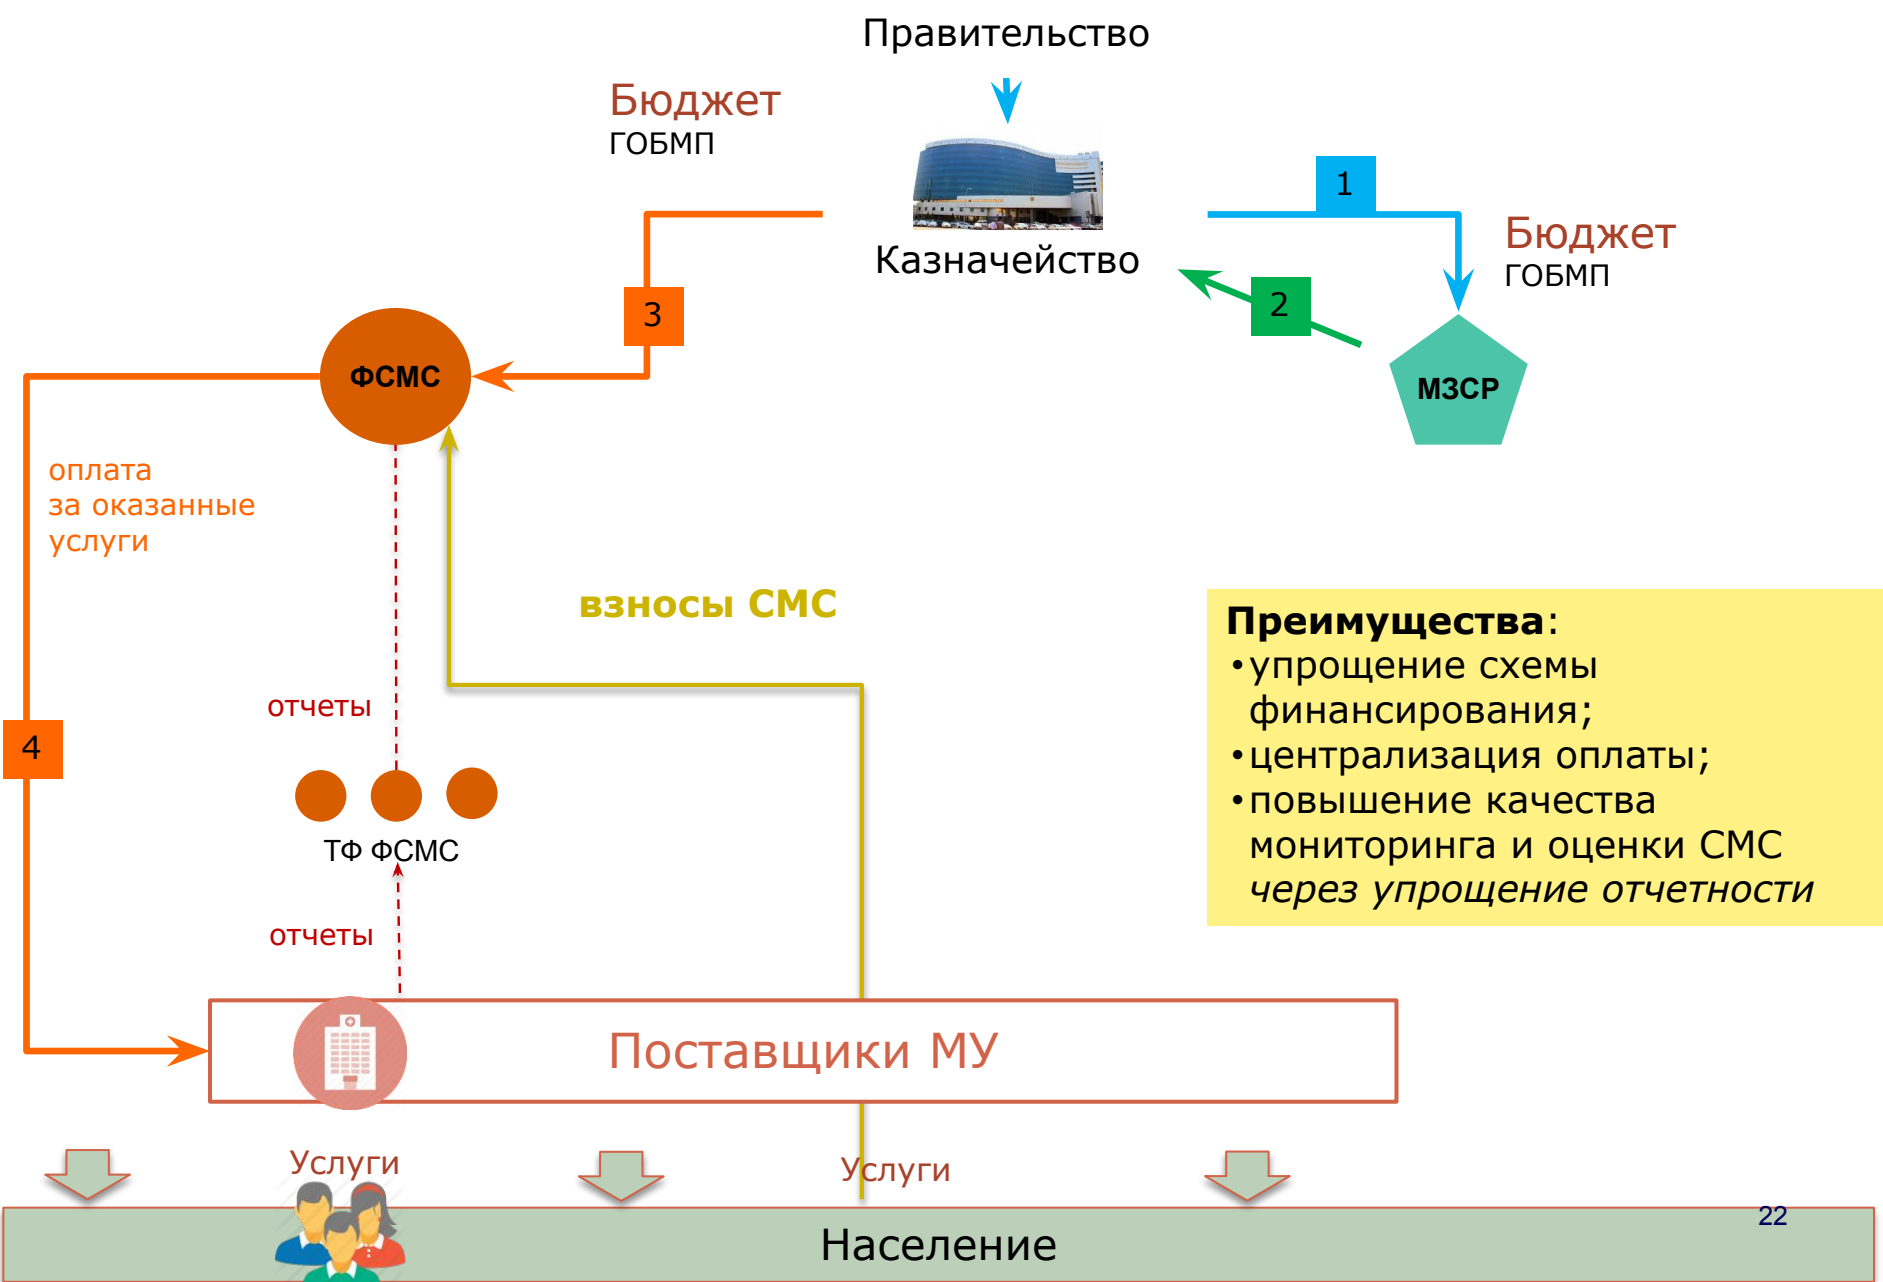 Правительство
Бюджет
ГОБМП
1
Бюджет
ГОБМП
Казначейство
2
3
ФСМС
МЗСР
оплата
за оказанные
услуги
взносы СМС
Преимущества:
•упрощение схемы
финансирования;
•централизация оплаты;
•повышение качества
мониторинга и оценки СМС
через упрощение отчетности
отчеты
4
ТФ ФСМС
отчеты
Поставщики МУ
Услуги
Услуги
22
Население